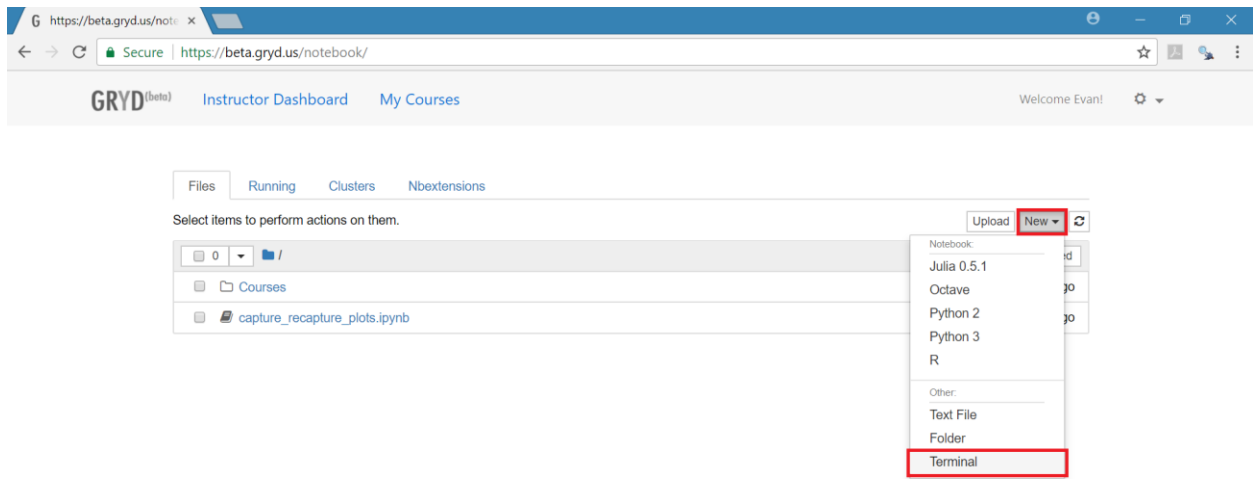 G https://beta.gryd.us/note ×
Secure | https://beta.gryd.us/notebook/
GRYD(beta) Instructor Dashboard My Courses Welcome Evan!
Files Running Clusters Nbextensions
Select items to perform actions on them. Upload New
0 /
Notebook:
Courses
capture_recapture_plots.ipynb
Julia 0.5.1
Octave
Python 2
Python 3
R
Other:
Text File
Folder
Terminal